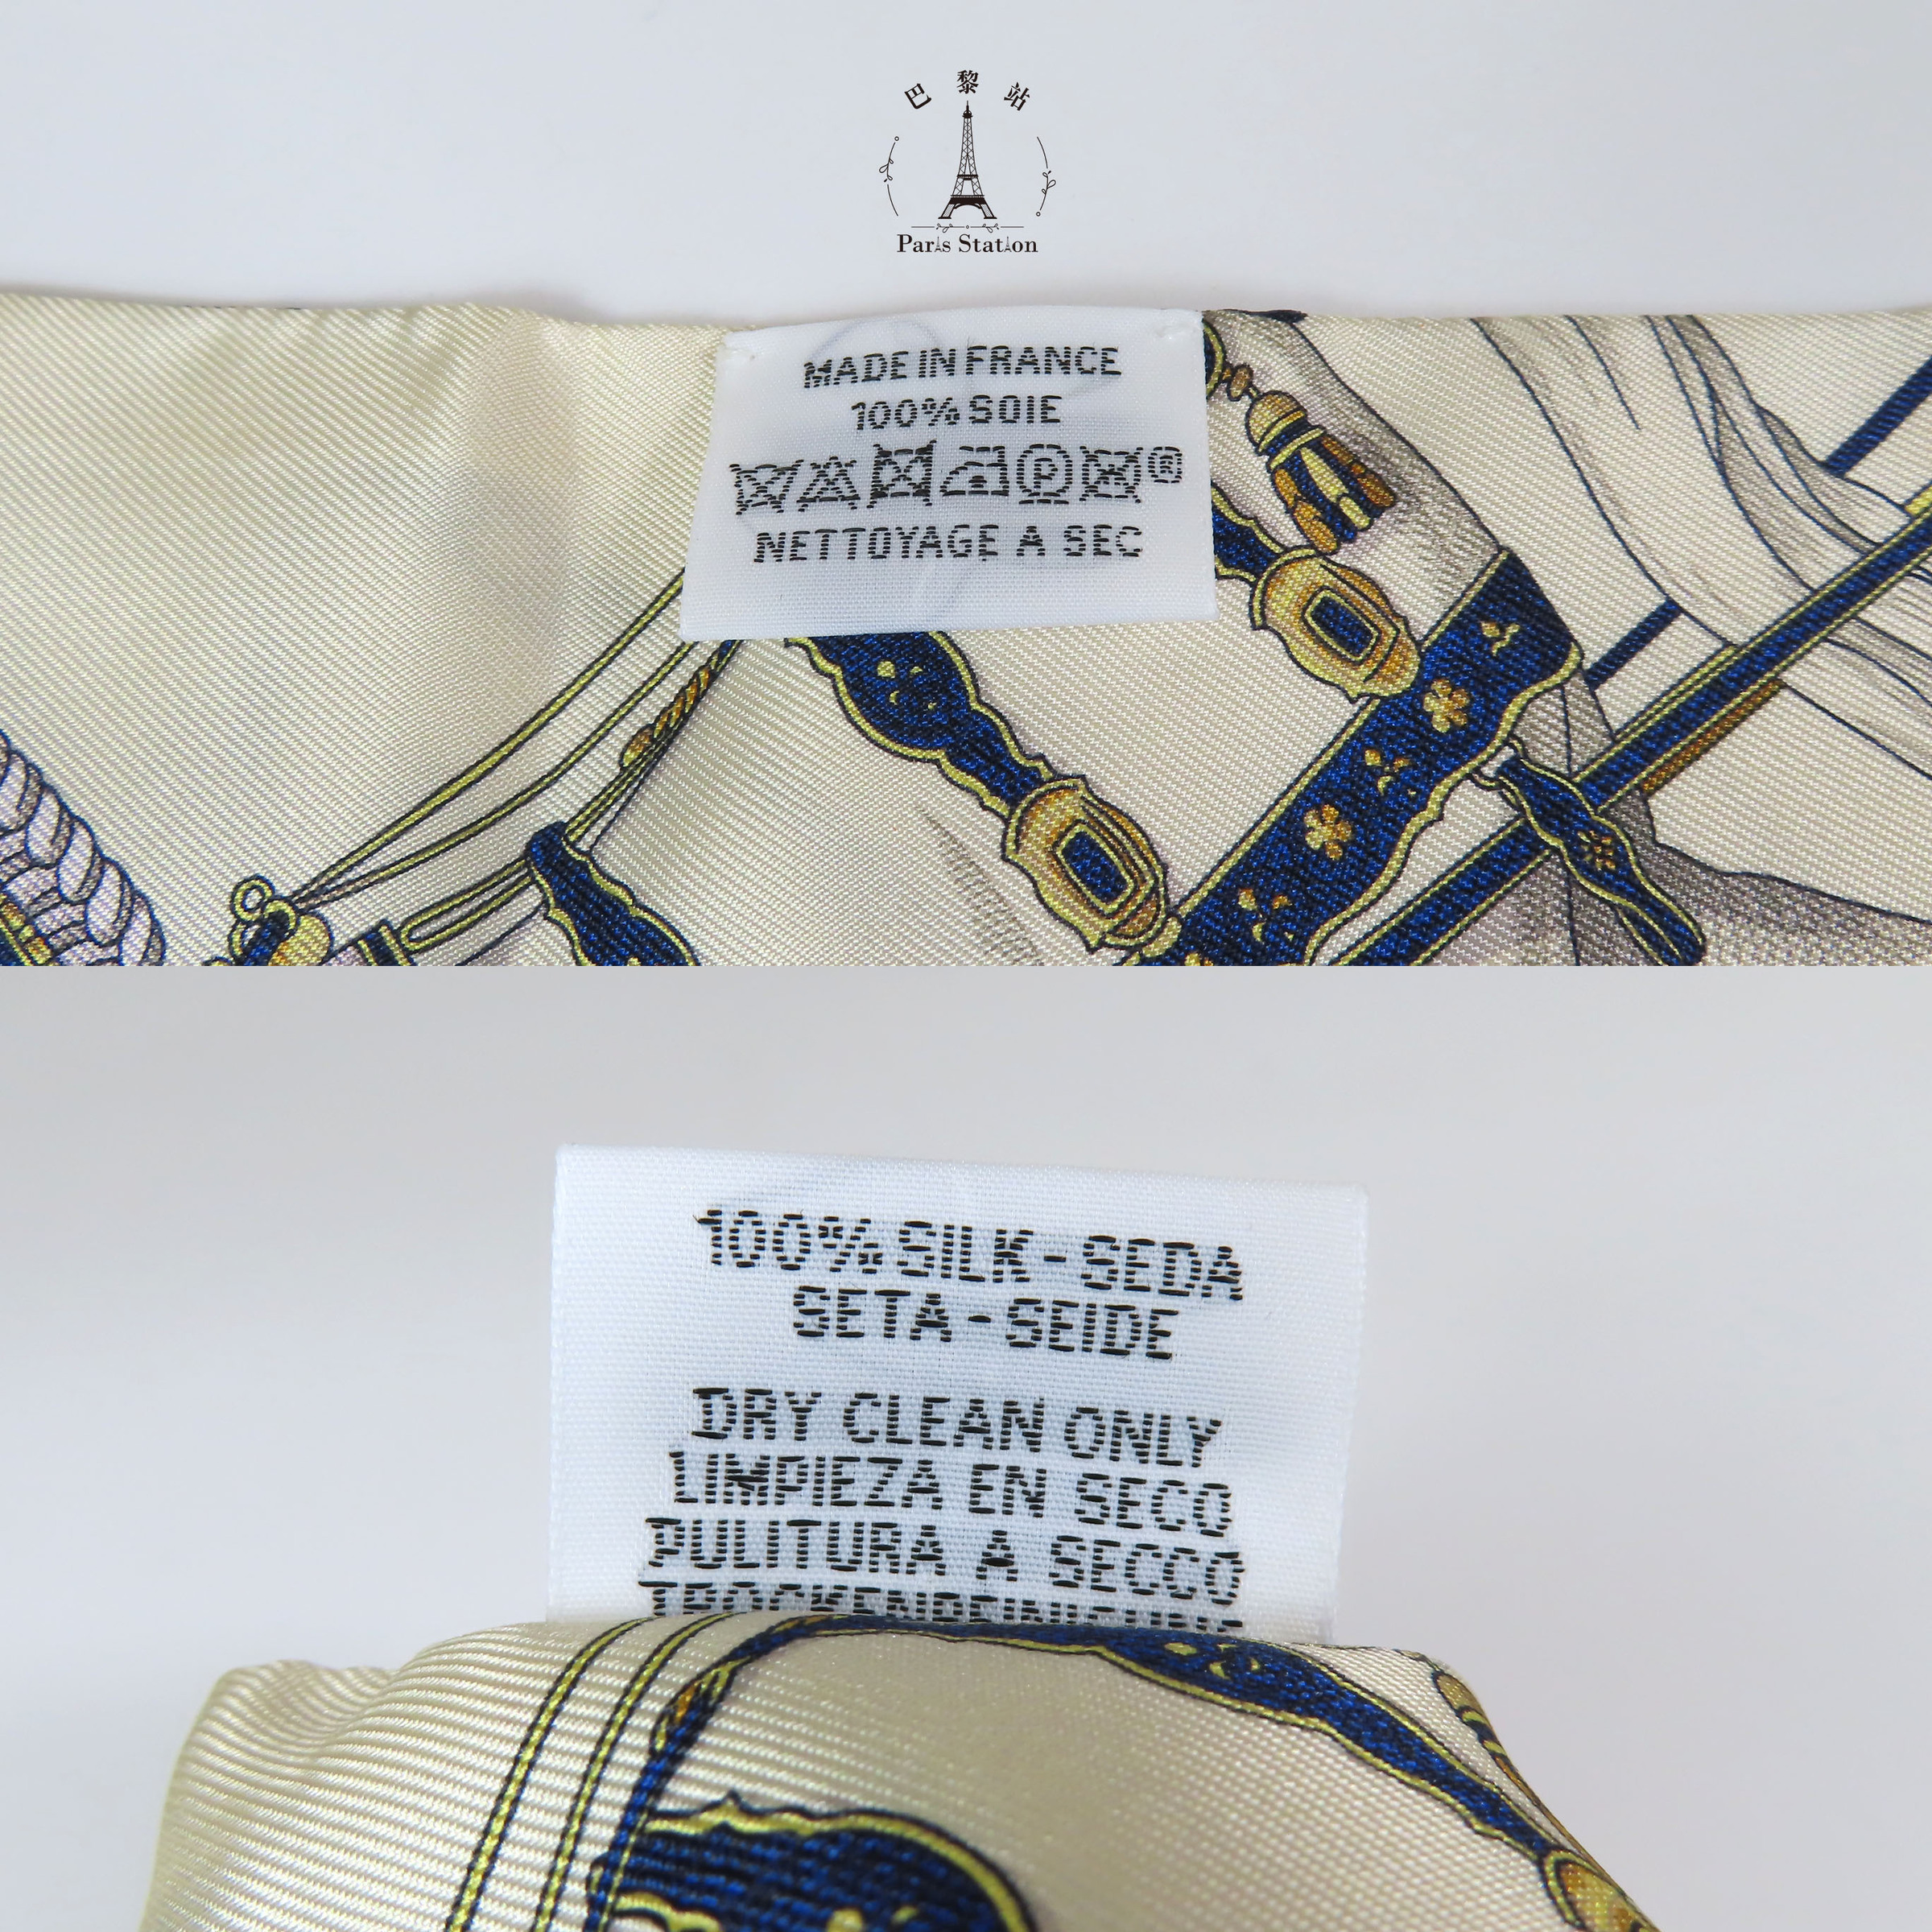 巴黎站
Paris Station
MADE IN FRANCE
100% SOIE
P
®
NETTOYAGE A SEC
100% SILK - SEDA
SETA - SEIDE
DRY CLEAN ONLY
LIMPIEZA EN SECO
PULITURA A SECCO